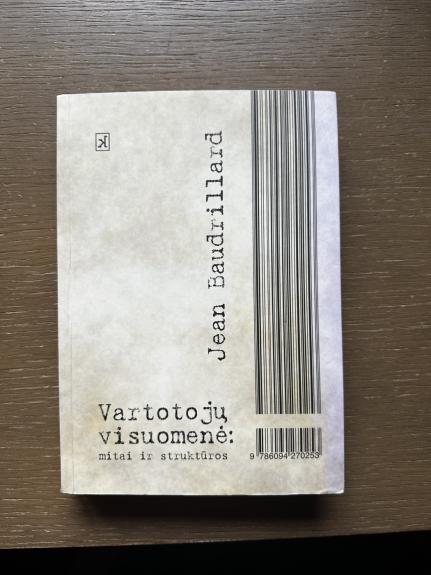 K
Jean Baudrillard
Vartotojų
visuomenė:
mitai ir struktūros
9 786094 270253